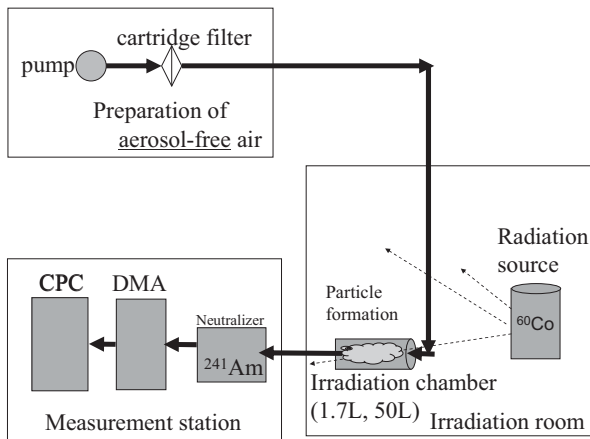 cartridge filter
pump
Preparation of
aerosol-free air
Radiation
source
⁶⁰Co
Particle
formation
Irradiation chamber
(1.7L, 50L)
Irradiation room
CPC
DMA
Neutralizer
²⁴¹Am
Measurement station